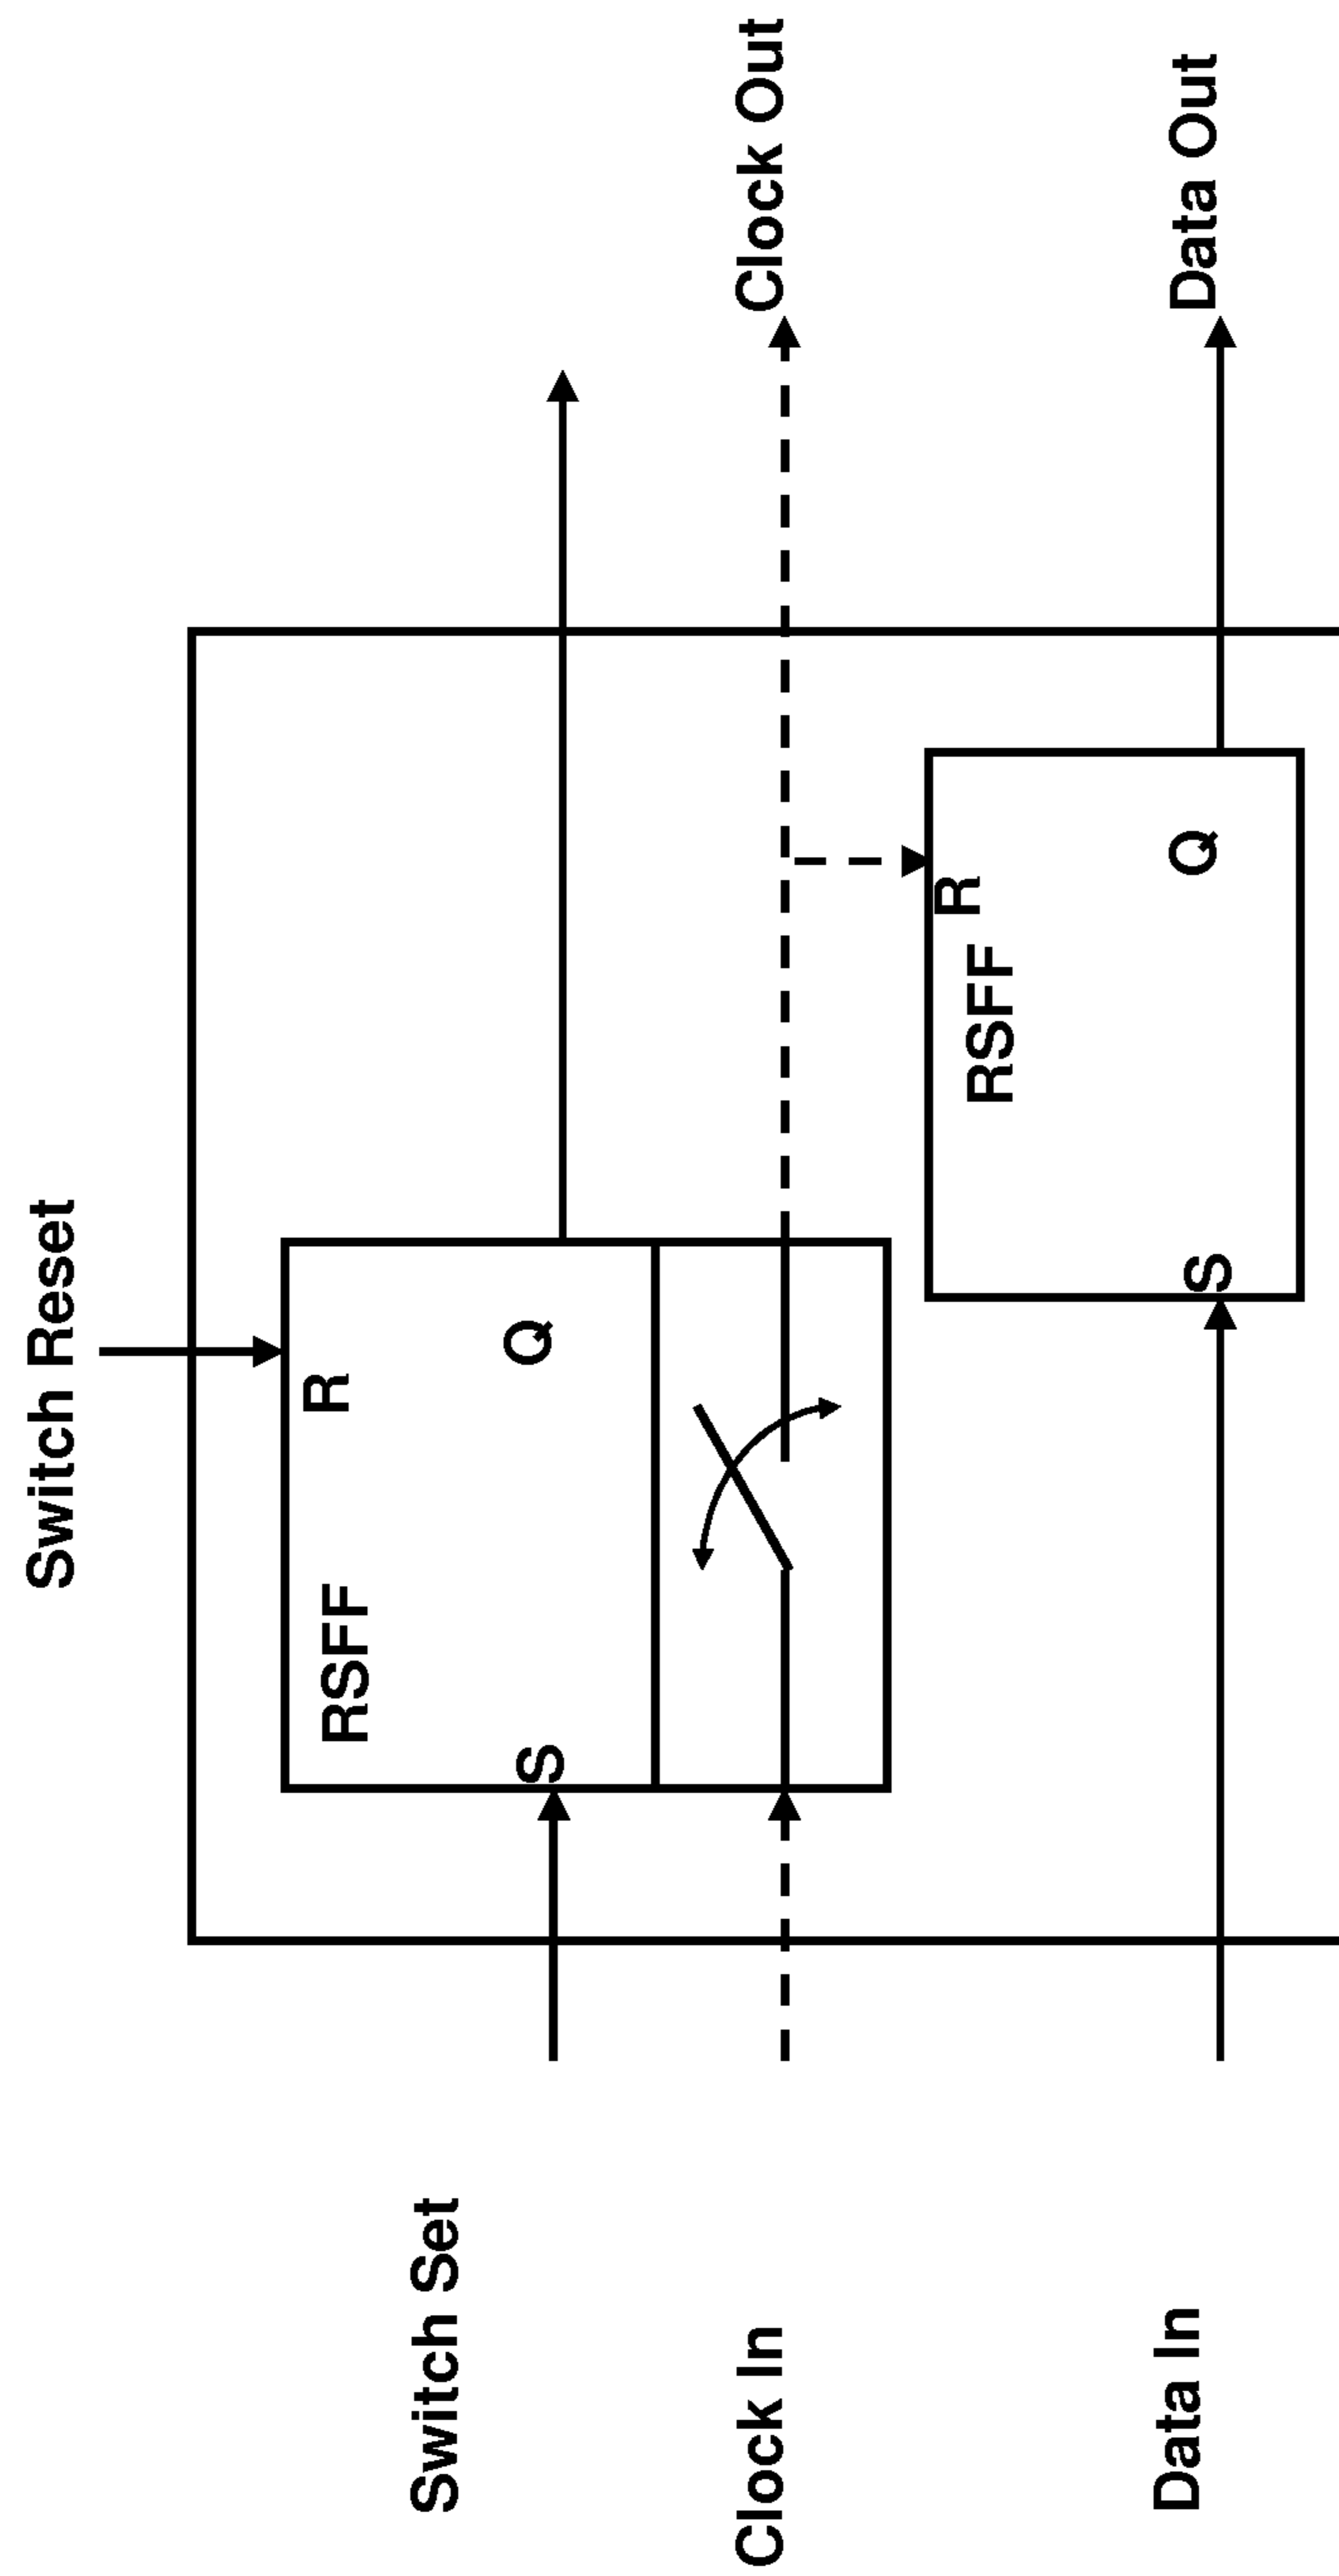 Switch Reset
RSFF
R
S
Q
Switch Set
Clock In
Clock Out
R
RSFF
S
Q
Data In
Data Out